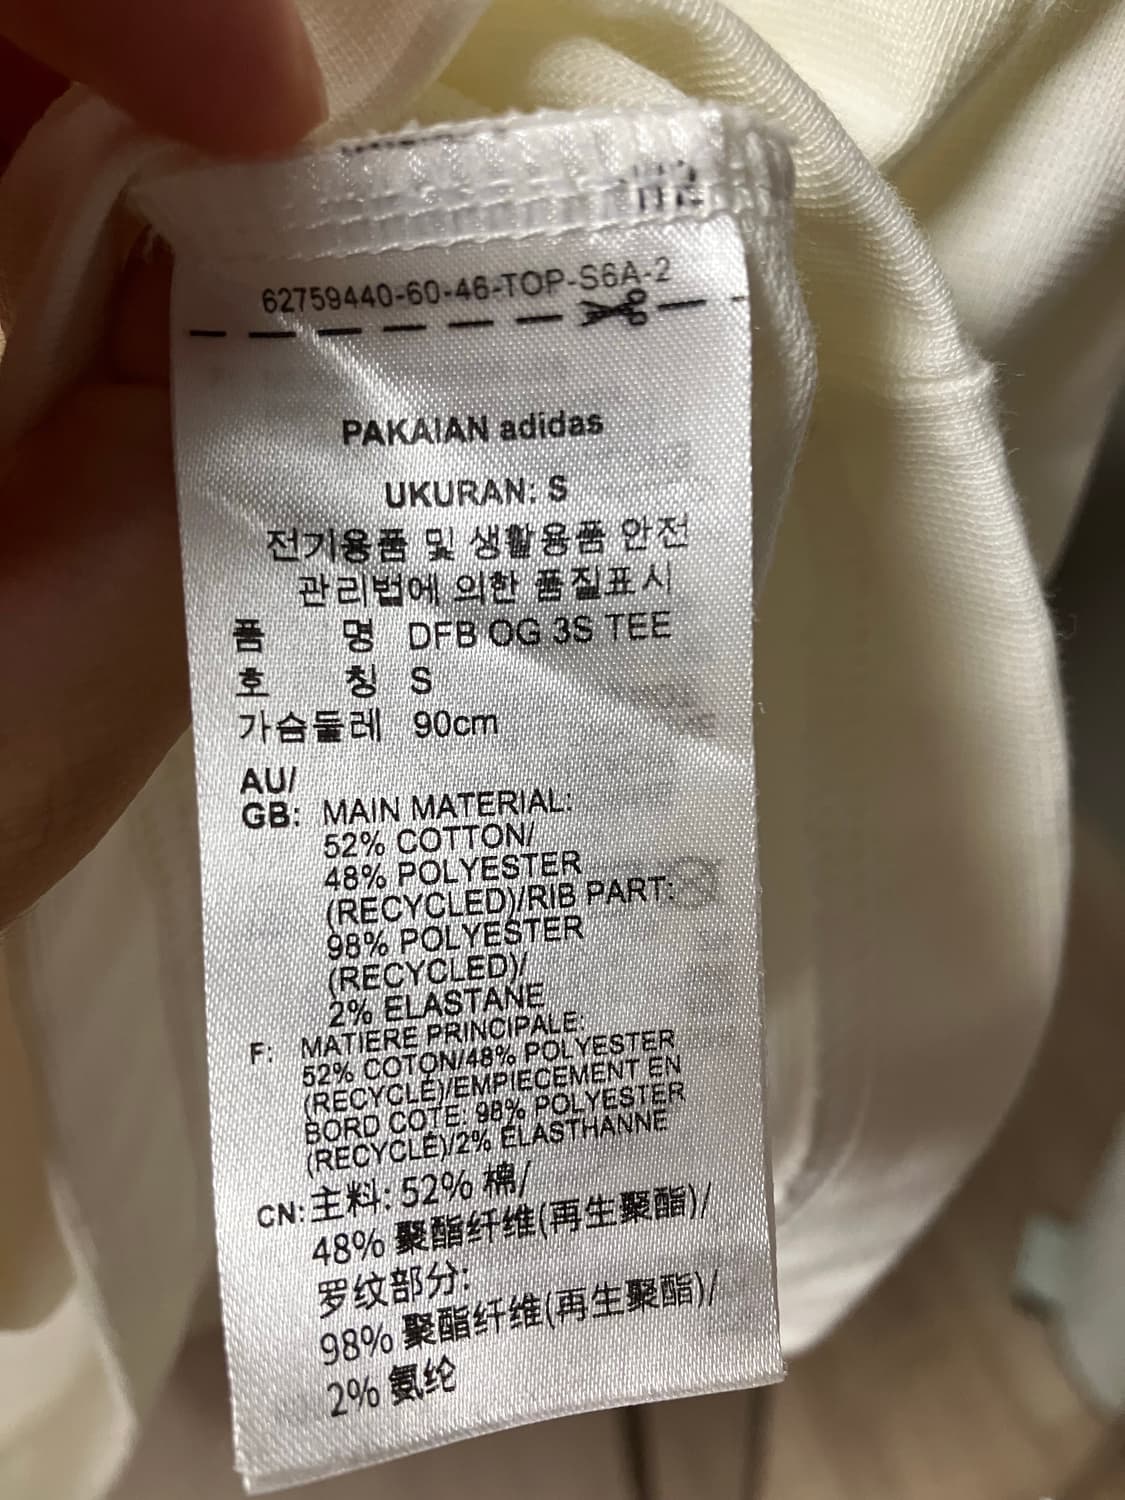 62759440-60-46-TOP-S6A-2
PAKAIAN adidas
UKURAN: S
전기용품 및 생활용품 안전
관리법에 의한 품질표시
품 명 DFB OG 3S TEE
호 칭 S
가슴둘레 90cm
AU/
GB: MAIN MATERIAL:
52% COTTON/
48% POLYESTER
(RECYCLED)/RIB PART:
98% POLYESTER
(RECYCLED)/
2% ELASTANE
F: MATIERE PRINCIPALE:
52% COTON/48% POLYESTER
(RECYCLÉ)/EMPIECEMENT EN
BORD COTE: 98% POLYESTER
(RECYCLÉ)/2% ÉLASTHANNE
CN: 主料: 52% 棉/
48% 聚酯纤维(再生聚酯)/
罗纹部分:
98% 聚酯纤维(再生聚酯)/
2% 氨纶